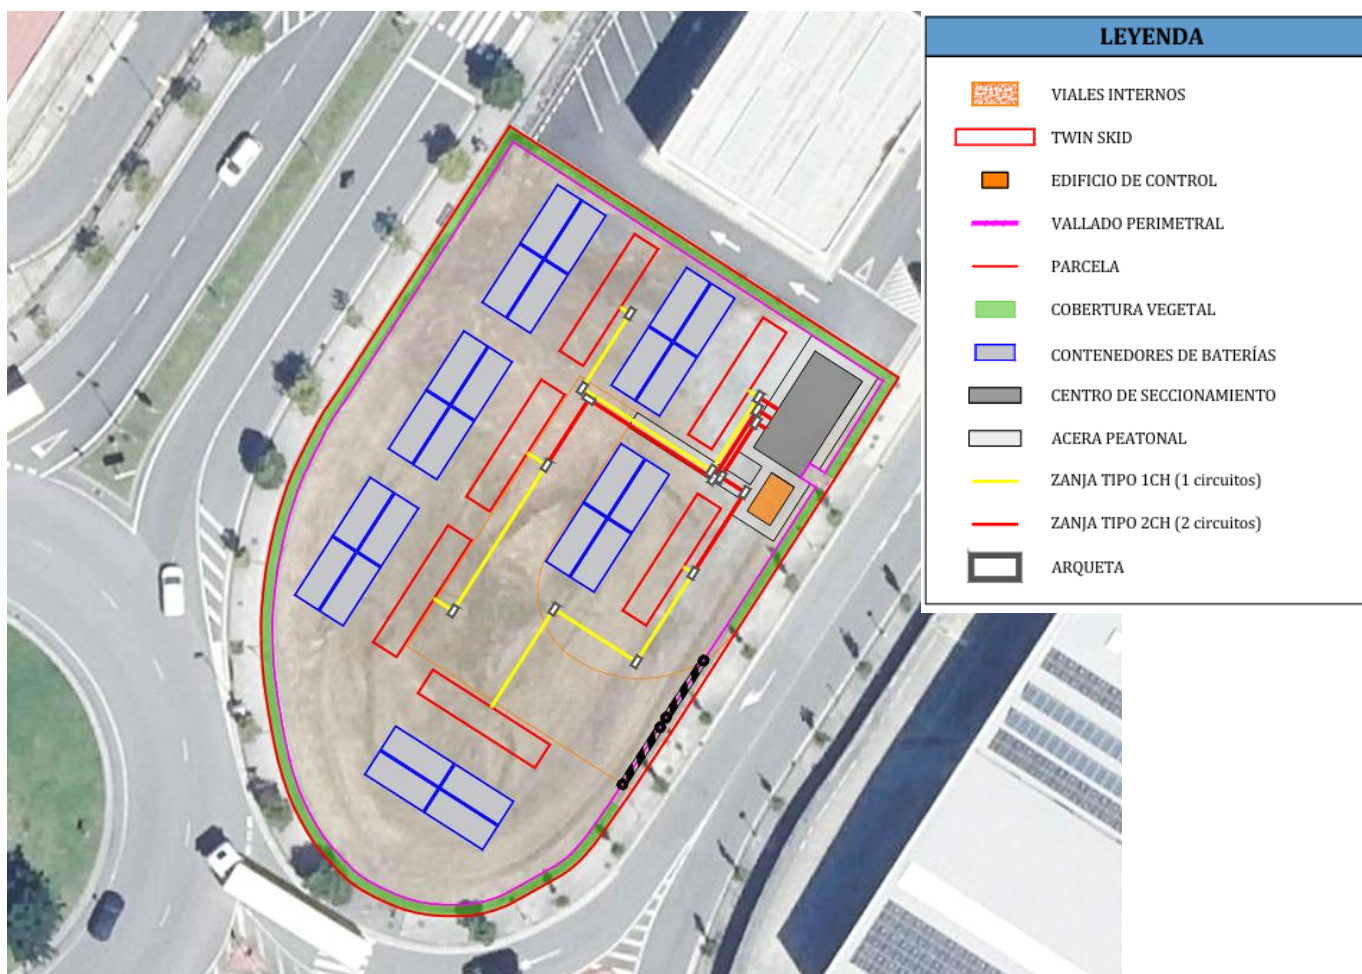 LEYENDA
VIALES INTERNOS
TWIN SKID
EDIFICIO DE CONTROL
VALLADO PERIMETRAL
PARCELA
COBERTURA VEGETAL
CONTENEDORES DE BATERÍAS
CENTRO DE SECCIONAMIENTO
ACERA PEATONAL
ZANJA TIPO 1CH (1 circuitos)
ZANJA TIPO 2CH (2 circuitos)
ARQUETA